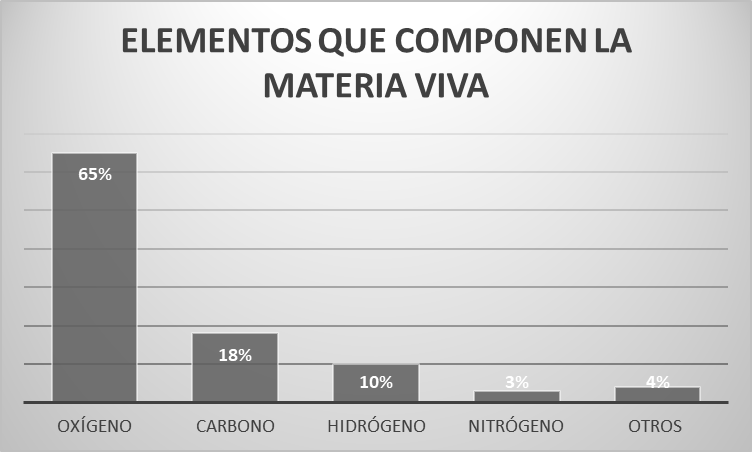 ELEMENTOS QUE COMPONEN LA
MATERIA VIVA
65%
18%
10%
3%
4%
OXÍGENO
CARBONO
HIDRÓGENO
NITRÓGENO
OTROS